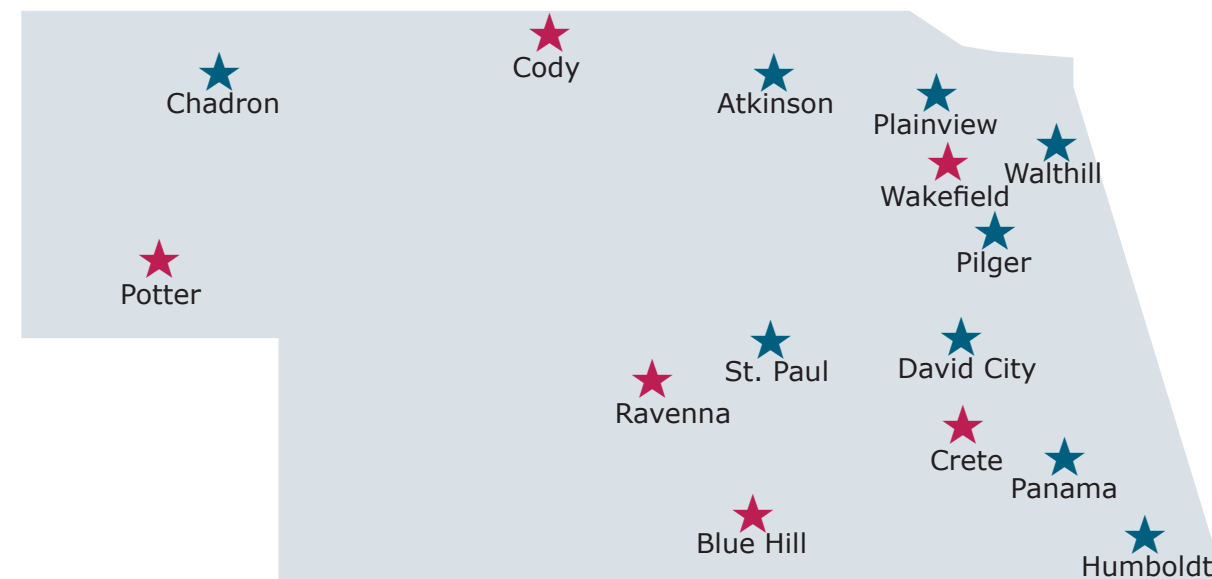 Cody
Chadron
Atkinson
Plainview
Walthill
Wakefield
Pilger
Potter
St. Paul
David City
Ravenna
Crete
Panama
Blue Hill
Humboldt